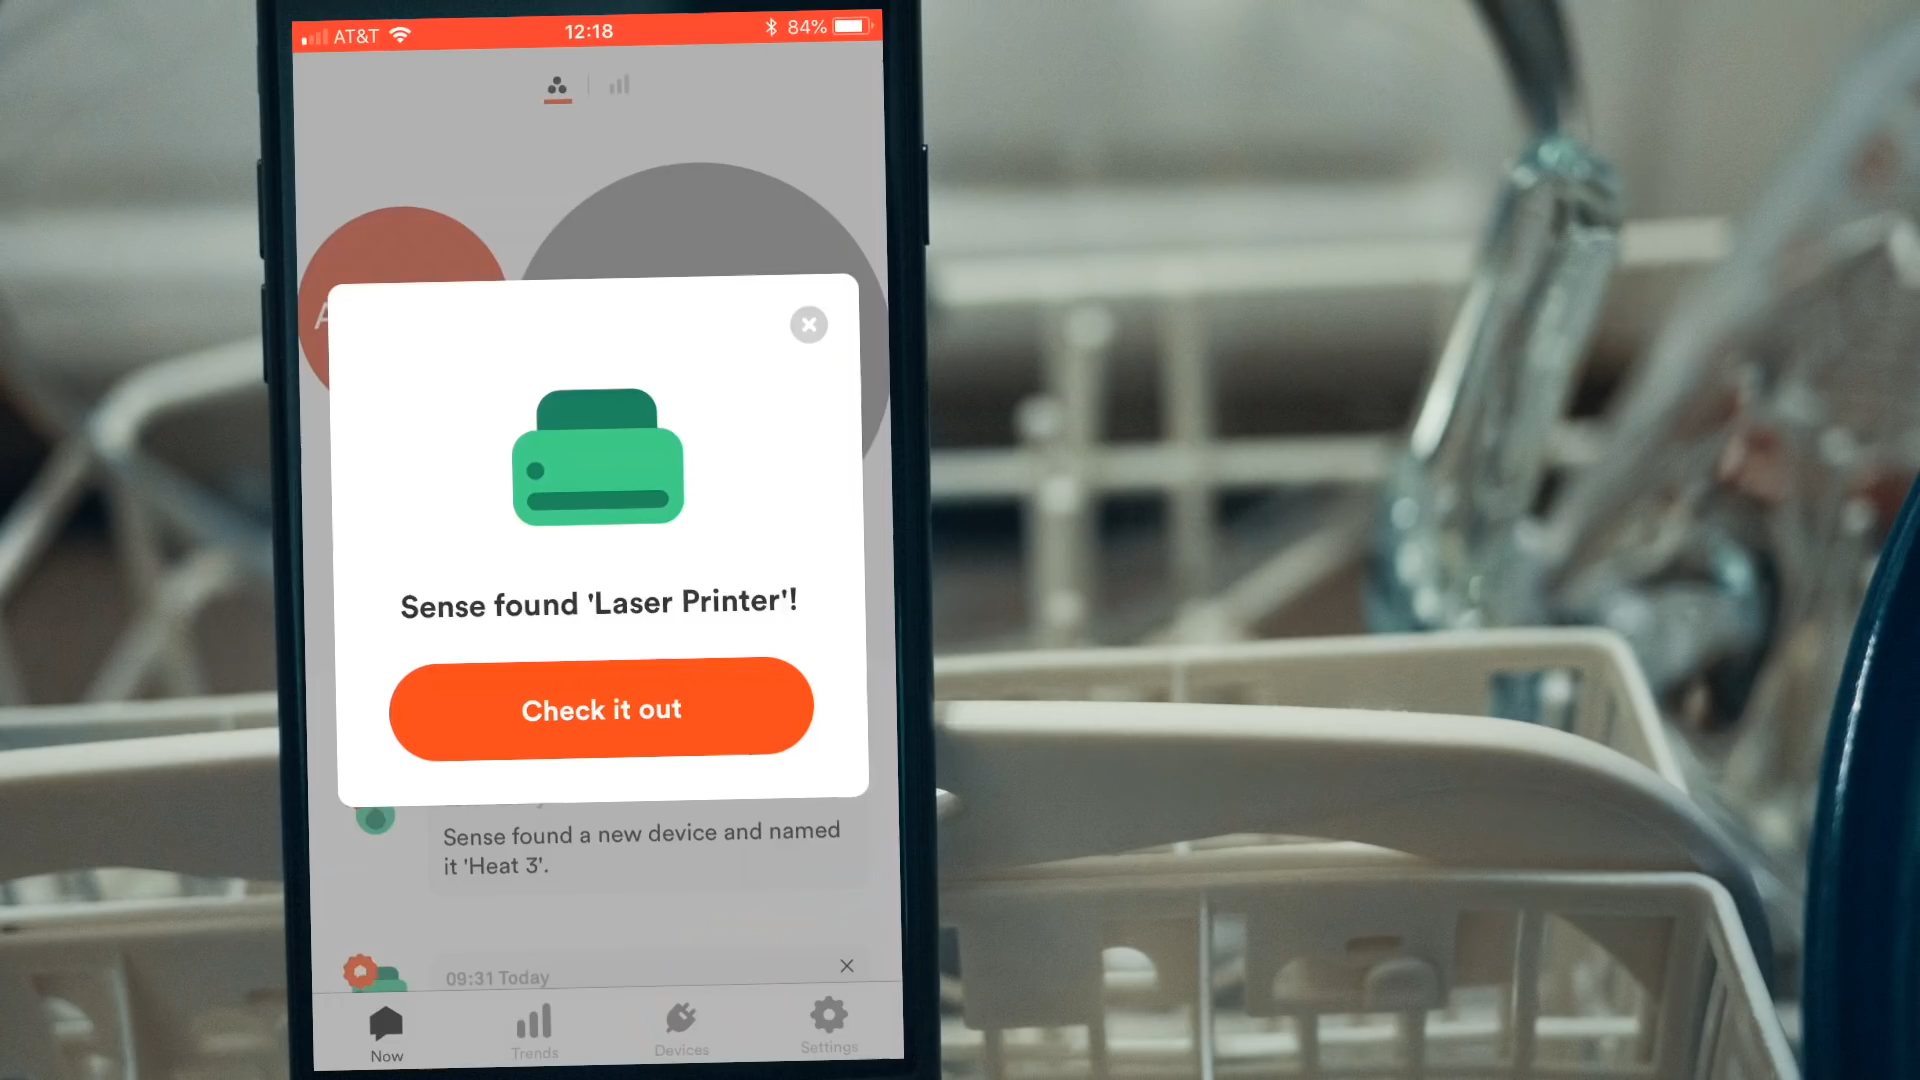 AT&T
12:18
84%
A
Sense found 'Laser Printer'!
Check it out
Sense found a new device and named
it 'Heat 3'.
09:31 Today
Now
Trends
Devices
Settings